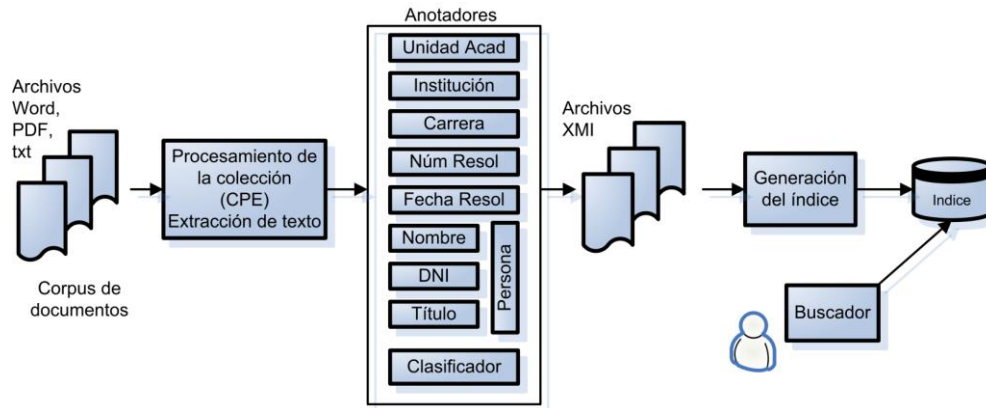 Archivos
Word,
PDF,
txt
Corpus de
documentos
Procesamiento de
la colección
(CPE)
Extracción de texto
Anotadores
Unidad Acad
Institución
Carrera
Núm Resol
Fecha Resol
Nombre
DNI
Título
Persona
Clasificador
Archivos
XMI
Generación
del índice
Indice
Buscador